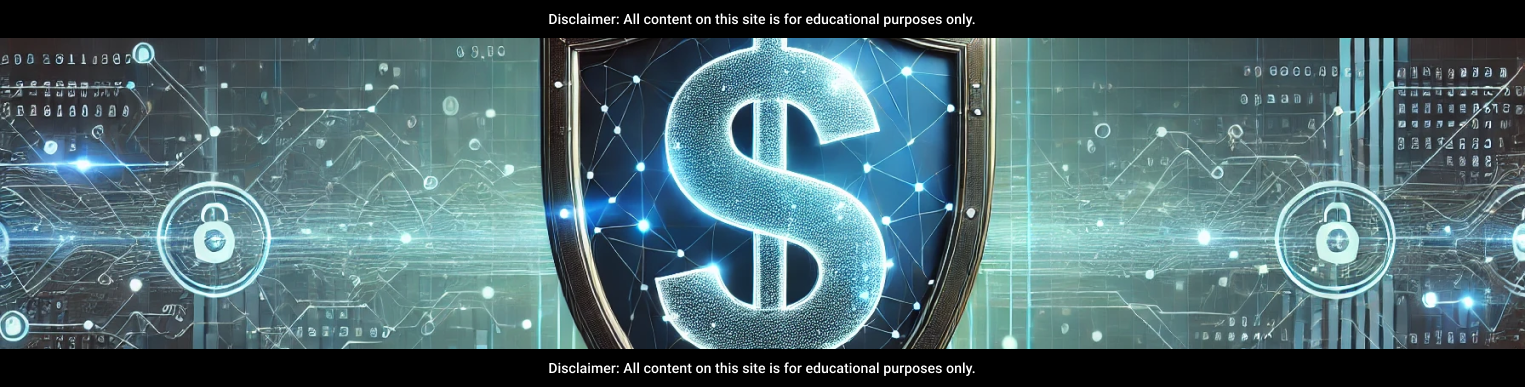 Disclaimer: All content on this site is for educational purposes only.
$
Disclaimer: All content on this site is for educational purposes only.